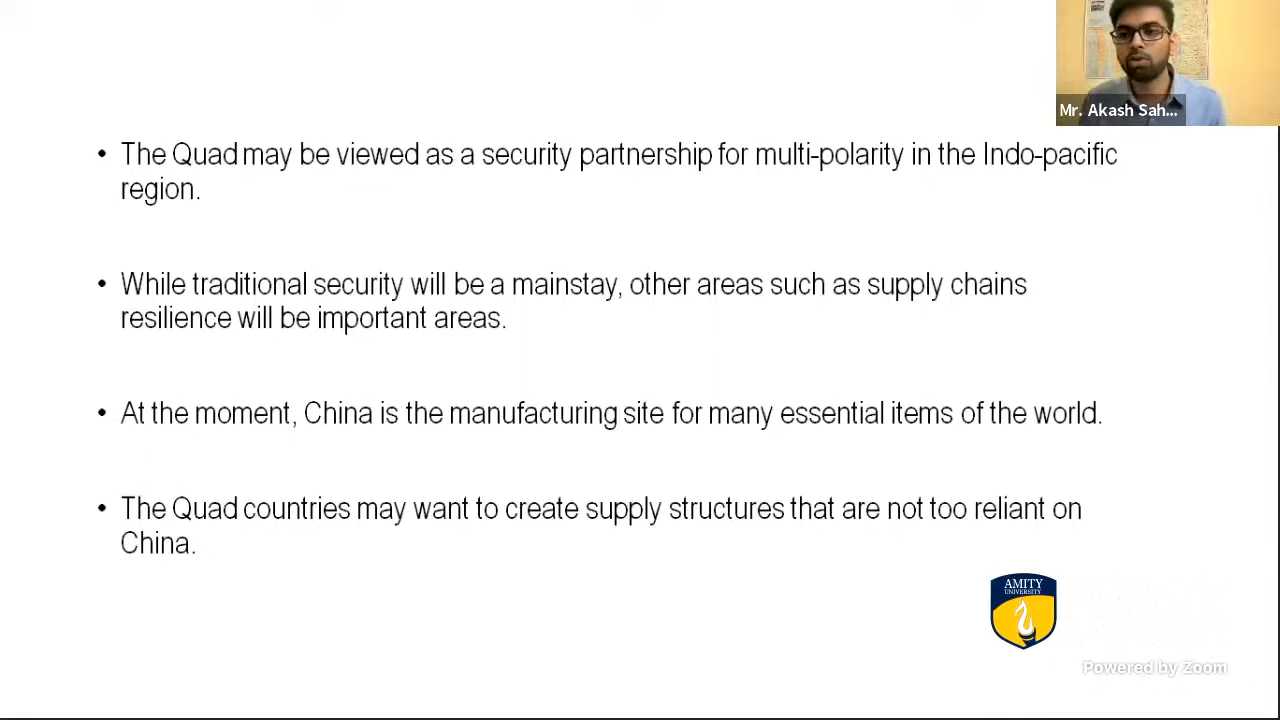 Mr. Akash Sah...
• The Quad may be viewed as a security partnership for multi-polarity in the Indo-pacific
region.
• While traditional security will be a mainstay, other areas such as supply chains
resilience will be important areas.
• At the moment, China is the manufacturing site for many essential items of the world.
• The Quad countries may want to create supply structures that are not too reliant on
China.
AMITY
UNIVERSITY
Powered by Zoom